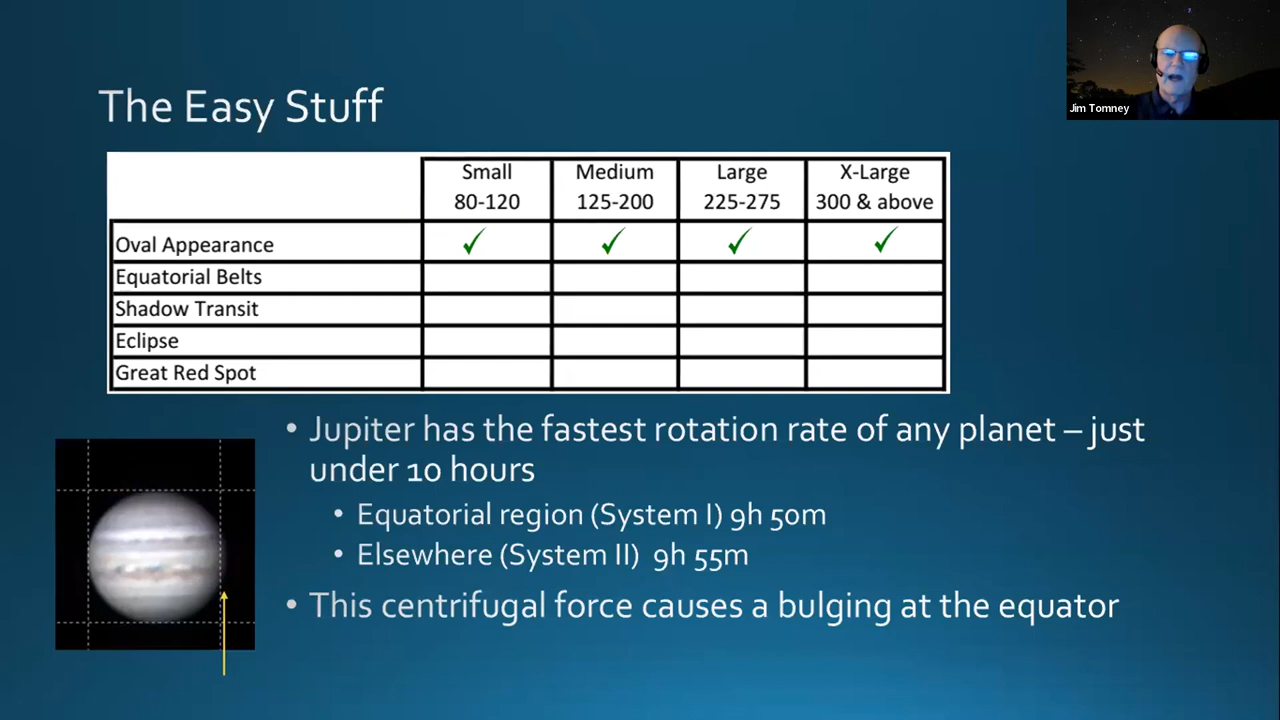 Jim Tomney
The Easy Stuff
Small Medium Large X-Large
80-120 125-200 225-275 300 & above
Oval Appearance ✓ ✓ ✓ ✓
Equatorial Belts
Shadow Transit
Eclipse
Great Red Spot
• Jupiter has the fastest rotation rate of any planet – just
under 10 hours
• Equatorial region (System I) 9h 50m
• Elsewhere (System II) 9h 55m
• This centrifugal force causes a bulging at the equator